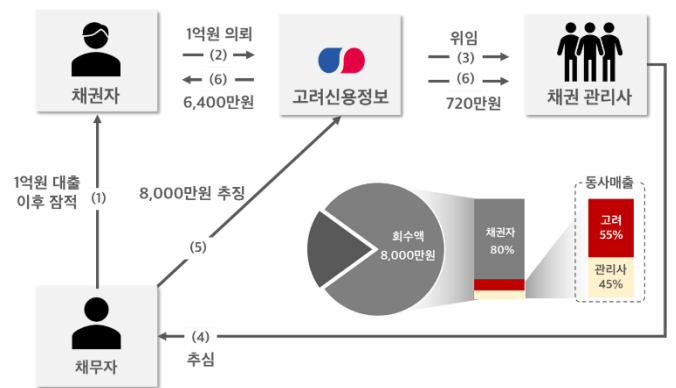 1억원 의뢰
(2)
(6)
6,400만원
위임
(3)
(6)
720만원
채권자
고려신용정보
채권 관리사
1억원 대출
이후 잠적
(1)
8,000만원 추징
(5)
동사매출
회수액
8,000만원
채권자
80%
고려
55%
관리사
45%
(4)
추심
채무자